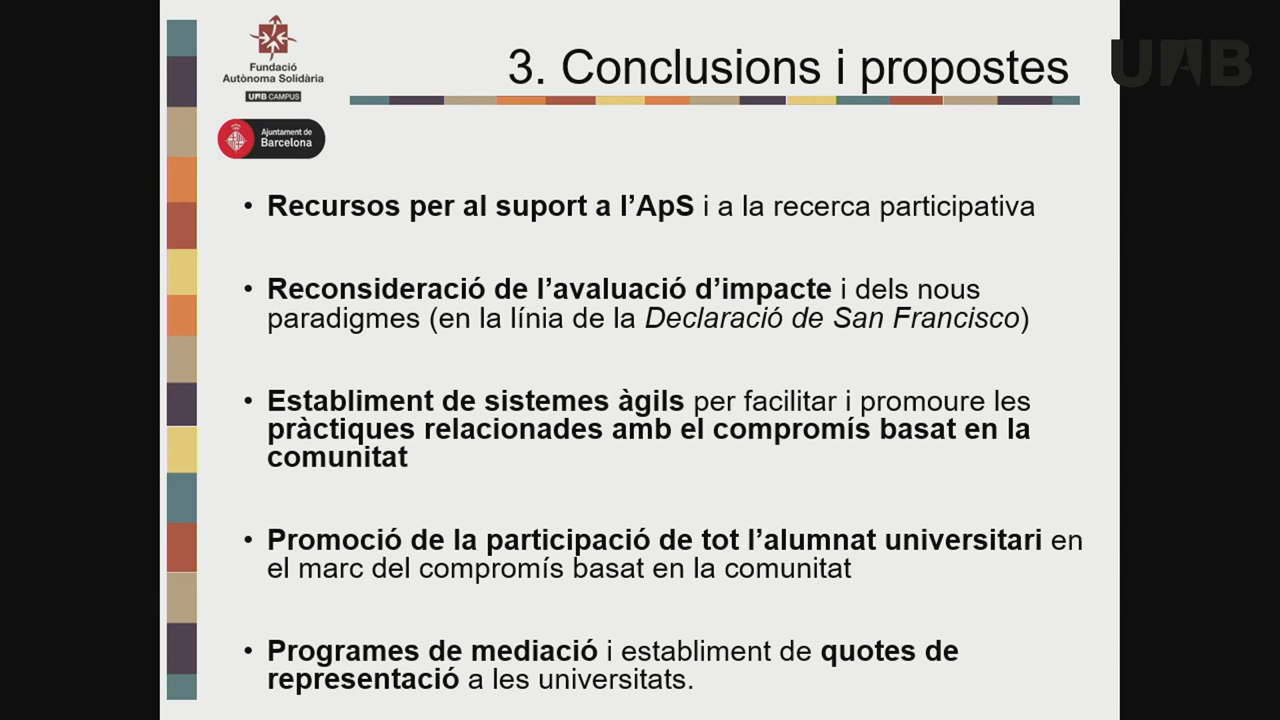 Fundació
Autònoma Solidària
UAB CAMPUS
3. Conclusions i propostes
UAB
Ajuntament de
Barcelona
• Recursos per al suport a l’ApS i a la recerca participativa
• Reconsideració de l’avaluació d’impacte i dels nous
paradigmes (en la línia de la Declaració de San Francisco)
• Establiment de sistemes àgils per facilitar i promoure les
pràctiques relacionades amb el compromís basat en la
comunitat
• Promoció de la participació de tot l’alumnat universitari en
el marc del compromís basat en la comunitat
• Programes de mediació i establiment de quotes de
representació a les universitats.